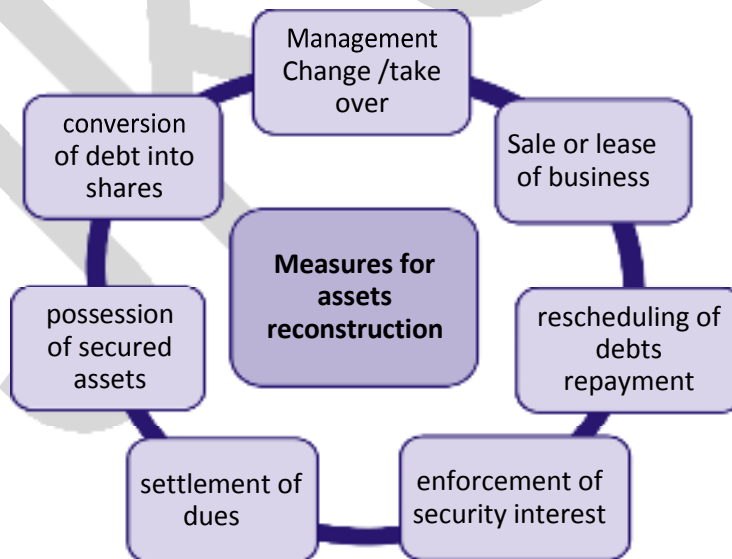 Management
Change /take
over
Sale or lease
of business
rescheduling of
debts
repayment
enforcement of
security interest
settlement of
dues
possession
of secured
assets
conversion
of debt into
shares
Measures for
assets
reconstruction